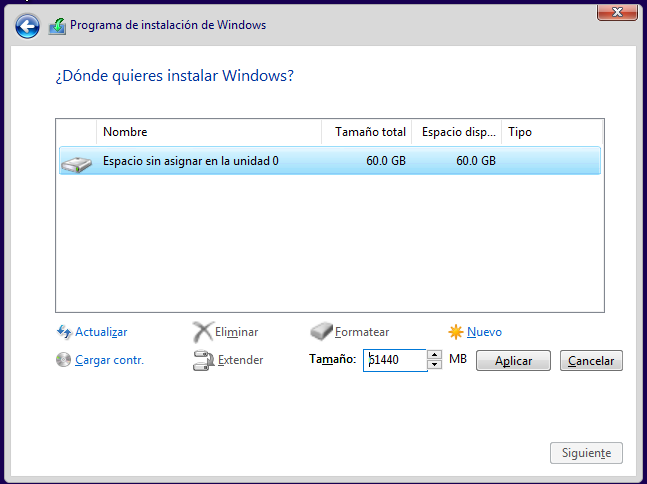 Programa de instalación de Windows
¿Dónde quieres instalar Windows?
Nombre Tamaño total Espacio disp... Tipo
Espacio sin asignar en la unidad 0 60.0 GB 60.0 GB
Actualizar Eliminar Formatear Nuevo
Cargar contr. Extender Tamaño: 51440 MB Aplicar Cancelar
Siguiente